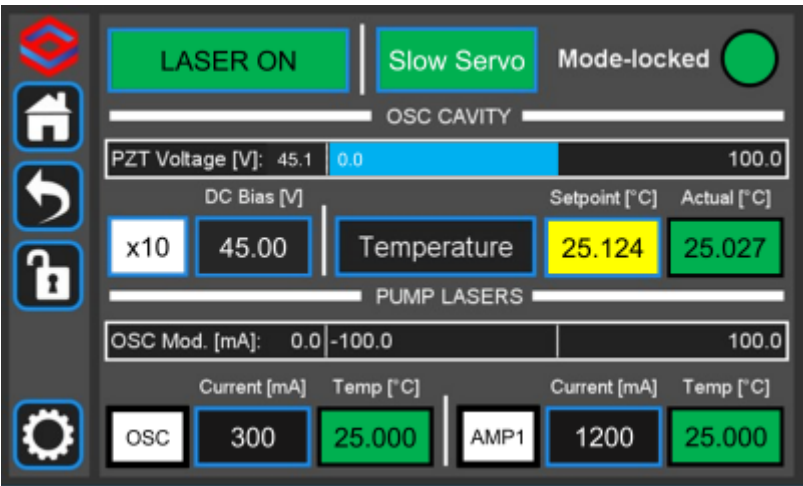 LASER ON Slow Servo Mode-locked
OSC CAVITY
PZT Voltage [V]: 45.1 0.0 100.0
DC Bias [V] Setpoint [°C] Actual [°C]
x10 45.00 Temperature 25.124 25.027
PUMP LASERS
OSC Mod. [mA]: 0.0 -100.0 100.0
Current [mA] Temp [°C] Current [mA] Temp [°C]
OSC 300 25.000 AMP1 1200 25.000